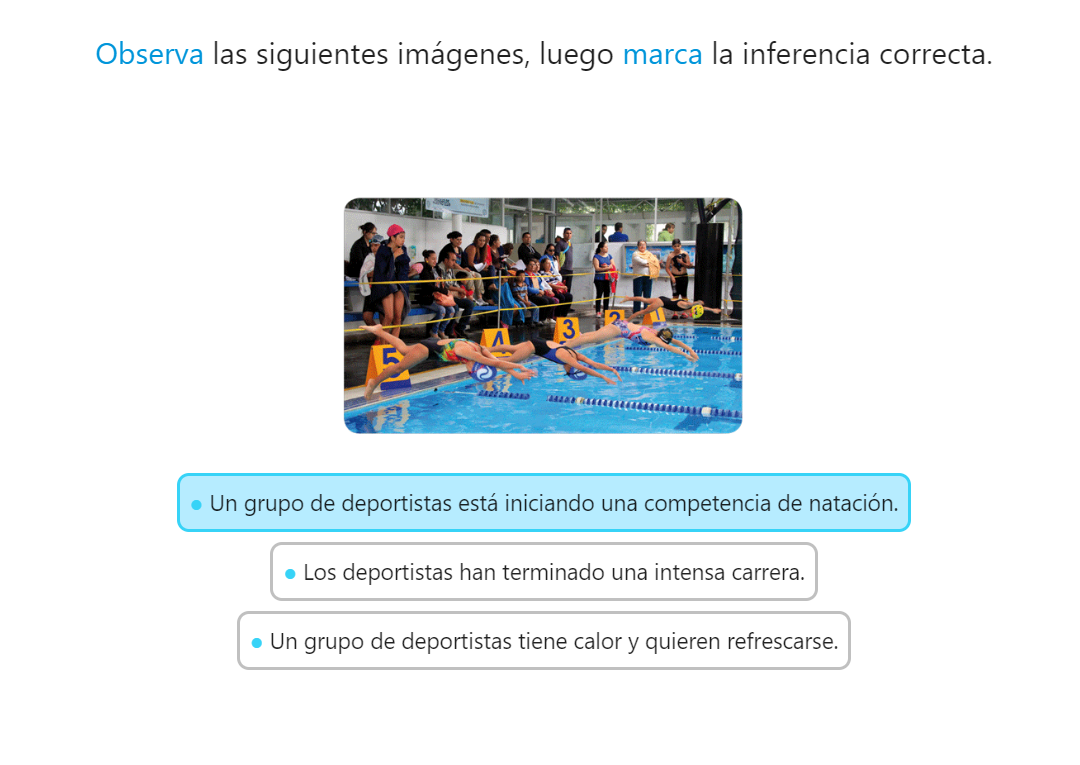 Observa las siguientes imágenes, luego marca la inferencia correcta.
5
4
3
2
1
• Un grupo de deportistas está iniciando una competencia de natación.
• Los deportistas han terminado una intensa carrera.
• Un grupo de deportistas tiene calor y quieren refrescarse.